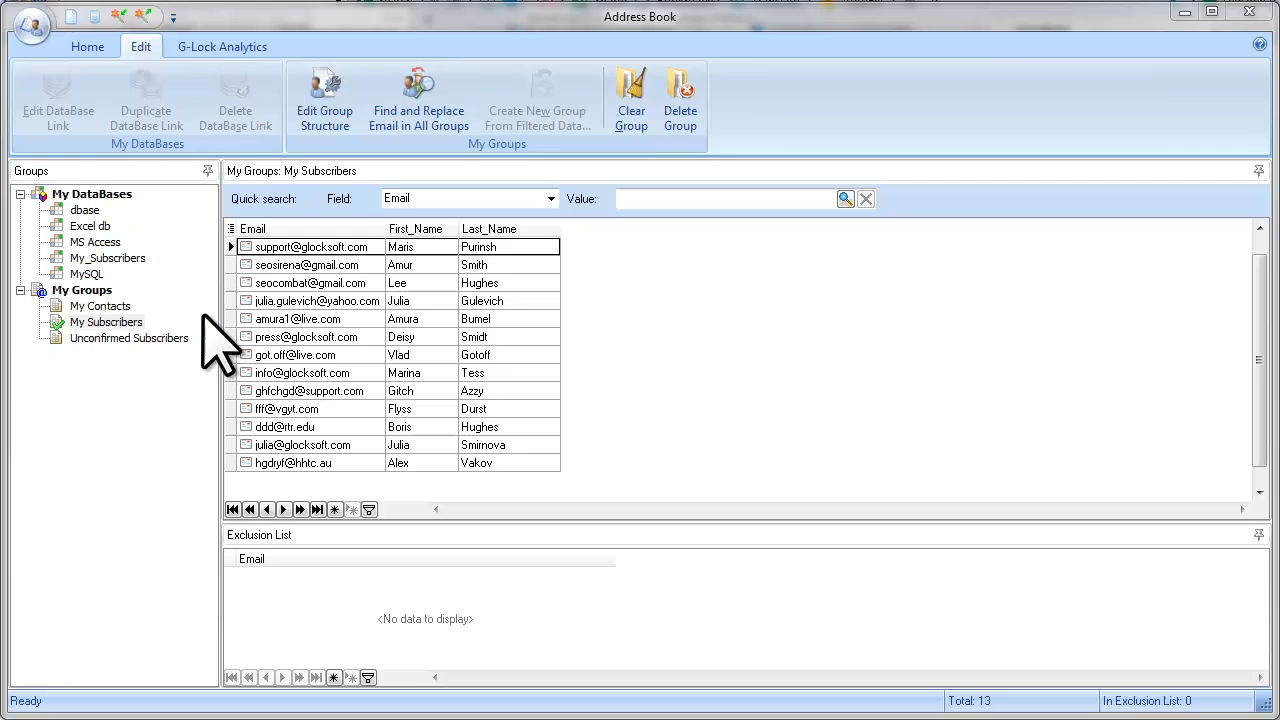 Address Book
Home Edit G-Lock Analytics
Edit DataBase Link
Duplicate DataBase Link
Delete DataBase Link
My DataBases
Edit Group Structure
Find and Replace Email in All Groups
Create New Group From Filtered Data...
Clear Group
Delete Group
My Groups
Groups
My DataBases
dbase
Excel db
MS Access
My_Subscribers
MySQL
My Groups
My Contacts
My Subscribers
Unconfirmed Subscribers
My Groups: My Subscribers
Quick search: Field: Email Value:
Email First_Name Last_Name
support@glocksoft.com Maris Purinsh
seosirena@gmail.com Amur Smith
seocombat@gmail.com Lee Hughes
julia.gulevich@yahoo.com Julia Gulevich
amura1@live.com Amura Bumel
press@glocksoft.com Deisy Smidt
got.off@live.com Vlad Gotoff
info@glocksoft.com Marina Tess
ghfchgd@support.com Gitch Azzy
fff@vgyt.com Flyss Durst
ddd@rtr.edu Boris Hughes
julia@glocksoft.com Julia Smirnova
hgdryf@hhtc.au Alex Vakov
Exclusion List
Email
<No data to display>
Ready Total: 13 In Exclusion List: 0